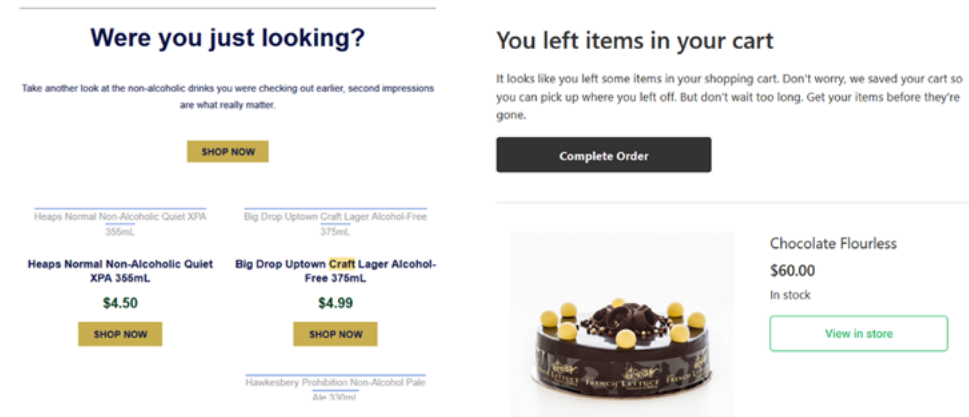 Were you just looking?
Take another look at the non-alcoholic drinks you were checking out earlier, second impressions
are what really matter.
SHOP NOW
Heaps Normal Non-Alcoholic Quiet XPA
355mL
Heaps Normal Non-Alcoholic Quiet
XPA 355mL
$4.50
SHOP NOW
Big Drop Uptown Craft Lager Alcohol-Free
375mL
Big Drop Uptown Craft Lager Alcohol-
Free 375mL
$4.99
SHOP NOW
Hawkesbery Prohibition Non-Alcohol Pale
Ale 330ml
You left items in your cart
It looks like you left some items in your shopping cart. Don't worry, we saved your cart so
you can pick up where you left off. But don't wait too long. Get your items before they're
gone.
Complete Order
FRENCH LETTUCE
Chocolate Flourless
$60.00
In stock
View in store